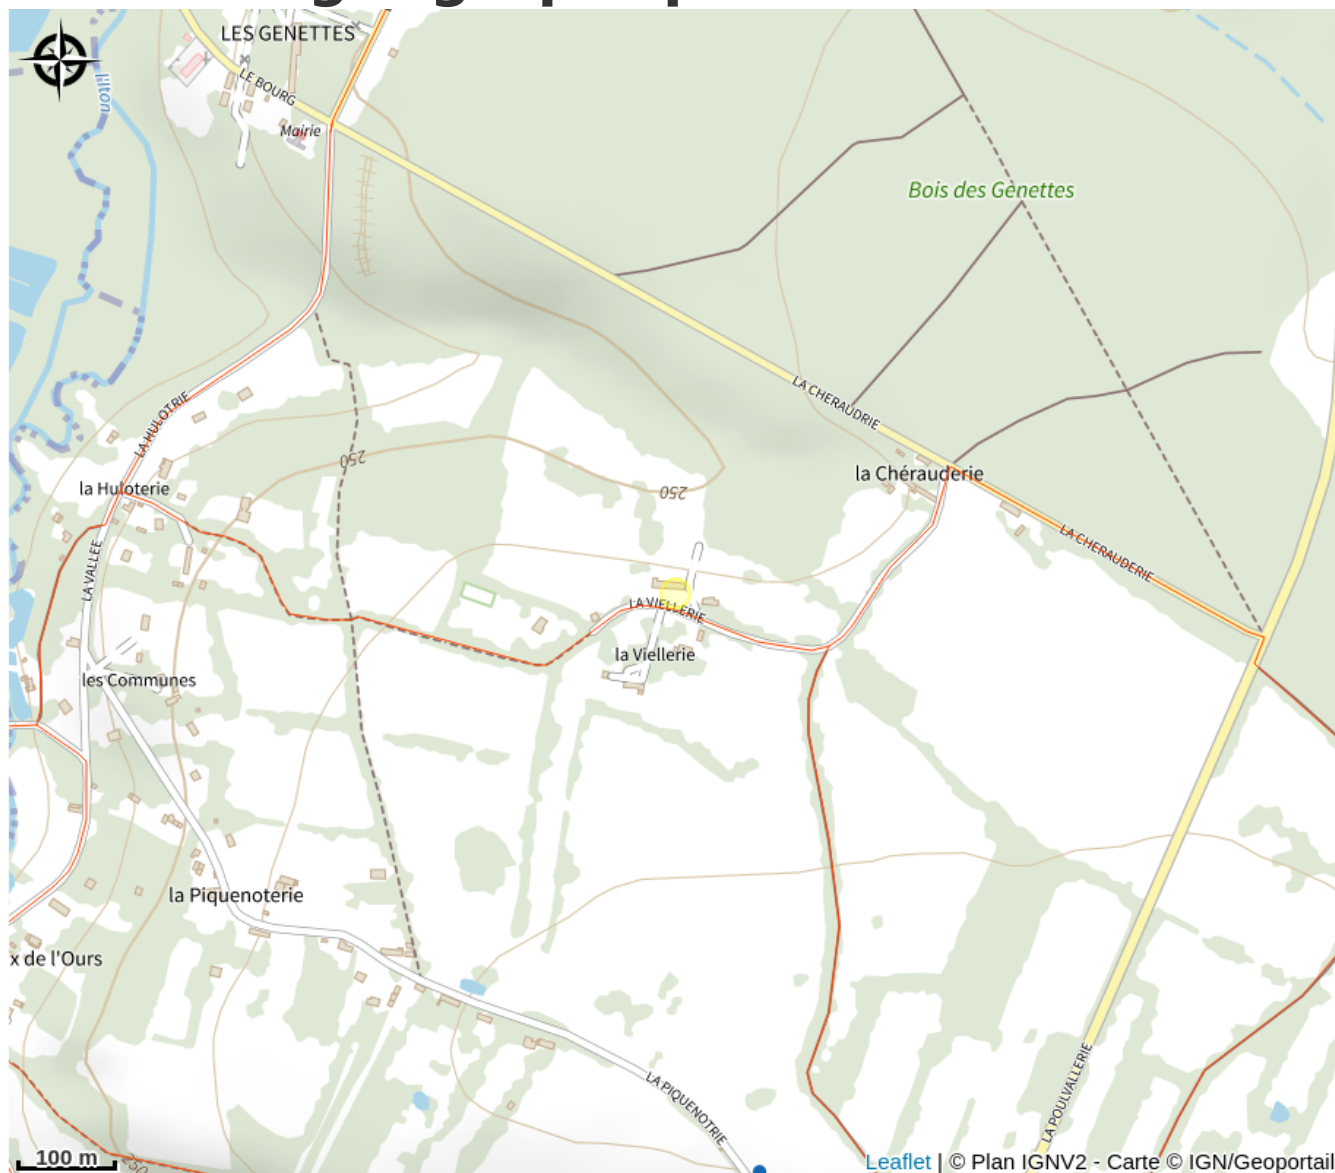 LES GENETTES
l'Iton
LE BOURG
Mairie
Bois des Genettes
LA CHERAUDRIE
LA HULOTRIE
250
250
la Chérauderie
la Huloterie
LA CHERAUDERIE
LA VALLEE
LA VIELLERIE
la Viellerie
les Communes
la Piquenoterie
x de l'Ours
LA PIQUENOTRIE
LA POULVALLERIE
100 m
250
Leaflet | © Plan IGNV2 - Carte © IGN/Geoportail